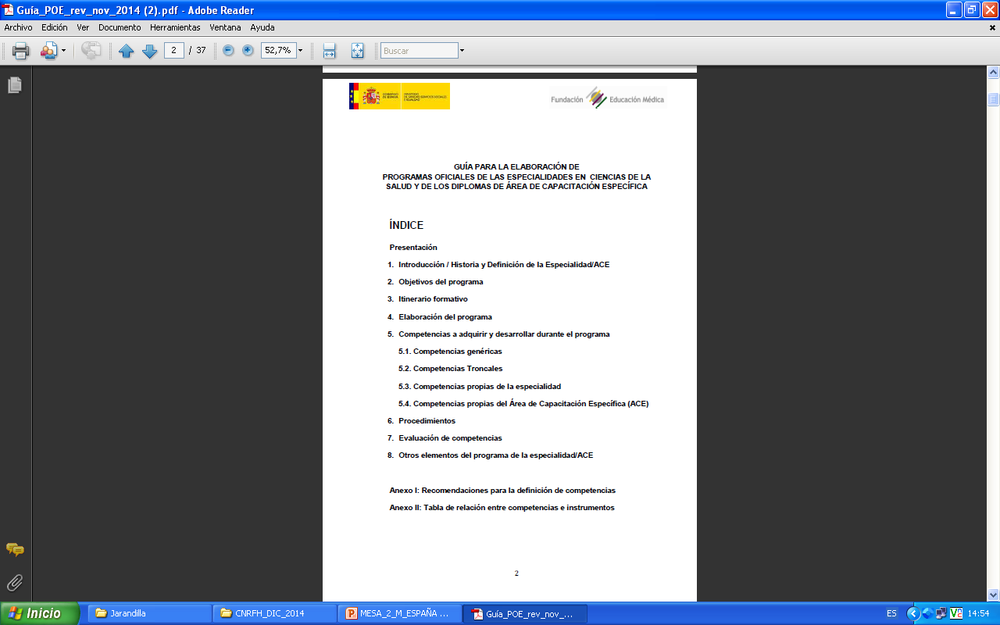 Guía_POE_rev_nov_2014 (2).pdf - Adobe Reader
Archivo Edición Ver Documento Herramientas Ventana Ayuda
2 / 37 52,7% Buscar
GOBIERNO DE ESPAÑA
MINISTERIO DE SANIDAD, SERVICIOS SOCIALES E IGUALDAD
Fundación Educación Médica
GUÍA PARA LA ELABORACIÓN DE
PROGRAMAS OFICIALES DE LAS ESPECIALIDADES EN CIENCIAS DE LA
SALUD Y DE LOS DIPLOMAS DE ÁREA DE CAPACITACIÓN ESPECÍFICA
ÍNDICE
Presentación
1. Introducción / Historia y Definición de la Especialidad/ACE
2. Objetivos del programa
3. Itinerario formativo
4. Elaboración del programa
5. Competencias a adquirir y desarrollar durante el programa
5.1. Competencias genéricas
5.2. Competencias Troncales
5.3. Competencias propias de la especialidad
5.4. Competencias propias del Área de Capacitación Específica (ACE)
6. Procedimientos
7. Evaluación de competencias
8. Otros elementos del programa de la especialidad/ACE
Anexo I: Recomendaciones para la definición de competencias
Anexo II: Tabla de relación entre competencias e instrumentos
2
Inicio Jarandilla CNRFH_DIC_2014 MESA_2_M_ESPAÑA ... Guía_POE_rev_nov_... ES 14:54